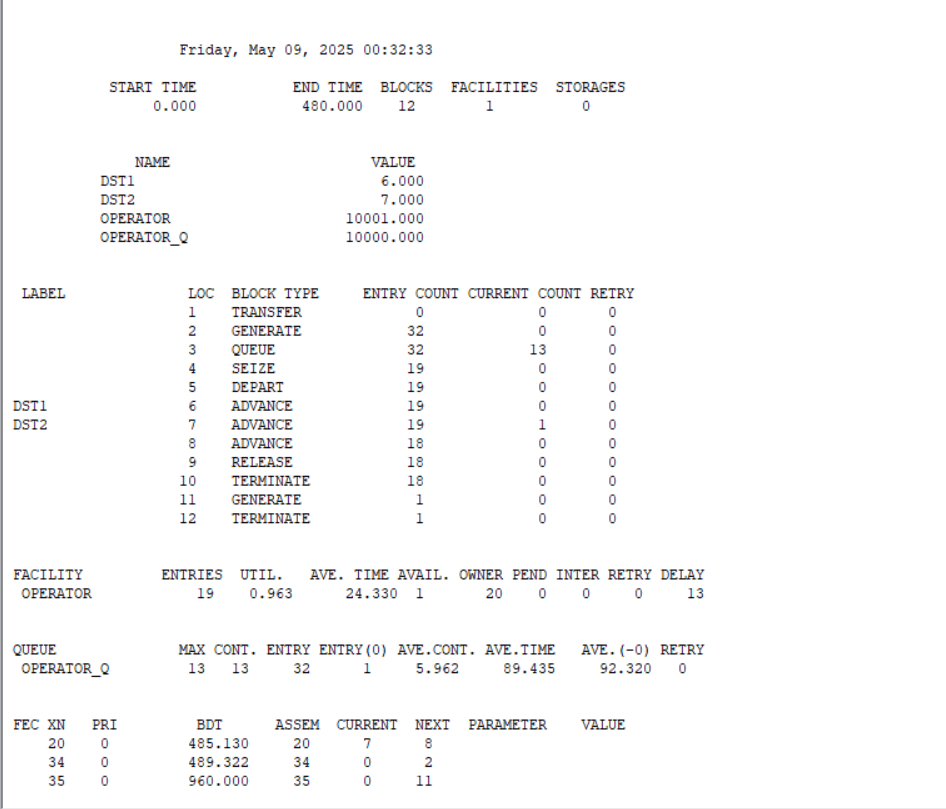 Friday, May 09, 2025 00:32:33
START TIME END TIME BLOCKS FACILITIES STORAGES
0.000 480.000 12 1 0
NAME VALUE
DST1 6.000
DST2 7.000
OPERATOR 10001.000
OPERATOR_Q 10000.000
LABEL LOC BLOCK TYPE ENTRY COUNT CURRENT COUNT RETRY
1 TRANSFER 0 0 0
2 GENERATE 32 0 0
3 QUEUE 32 13 0
4 SEIZE 19 0 0
5 DEPART 19 0 0
DST1 6 ADVANCE 19 0 0
DST2 7 ADVANCE 19 1 0
8 ADVANCE 18 0 0
9 RELEASE 18 0 0
10 TERMINATE 18 0 0
11 GENERATE 1 0 0
12 TERMINATE 1 0 0
FACILITY ENTRIES UTIL. AVE. TIME AVAIL. OWNER PEND INTER RETRY DELAY
OPERATOR 19 0.963 24.330 1 20 0 0 0 13
QUEUE MAX CONT. ENTRY ENTRY(0) AVE.CONT. AVE.TIME AVE.(-0) RETRY
OPERATOR_Q 13 13 32 1 5.962 89.435 92.320 0
FEC XN PRI BDT ASSEM CURRENT NEXT PARAMETER VALUE
20 0 485.130 20 7 8
34 0 489.322 34 0 2
35 0 960.000 35 0 11